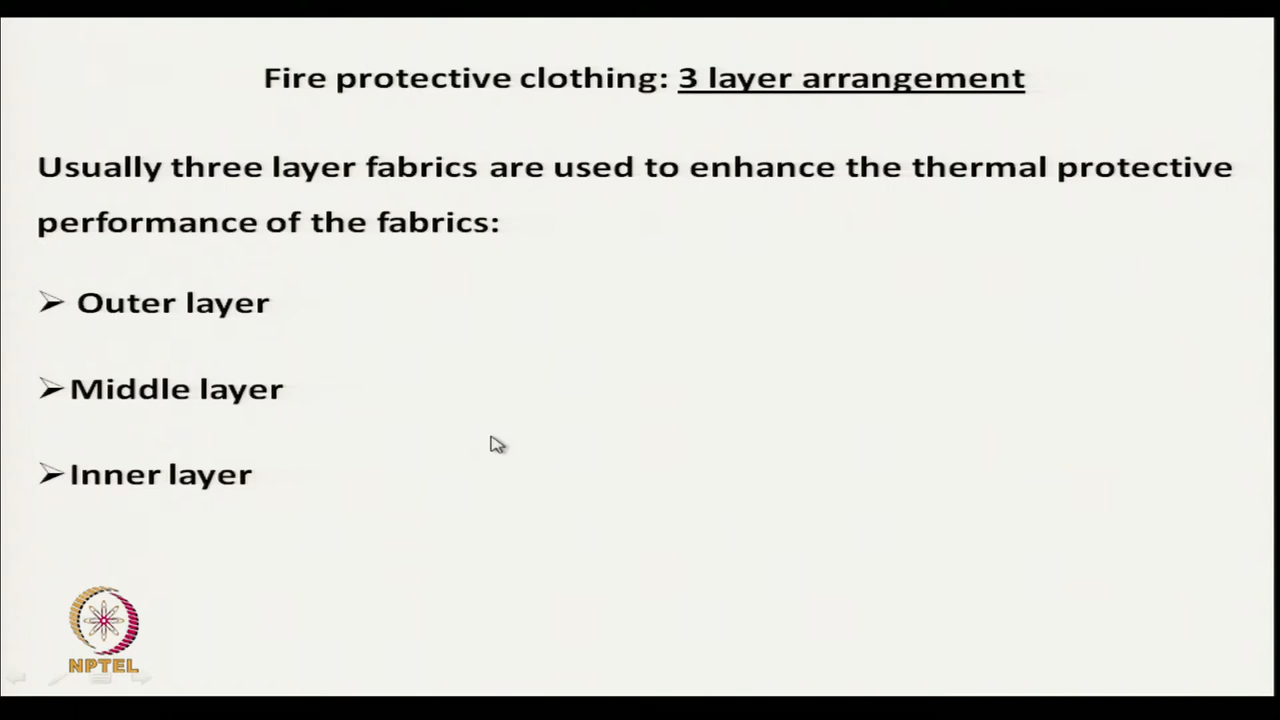 Fire protective clothing: 3 layer arrangement
Usually three layer fabrics are used to enhance the thermal protective
performance of the fabrics:
➢ Outer layer
➢ Middle layer
➢ Inner layer
NPTEL